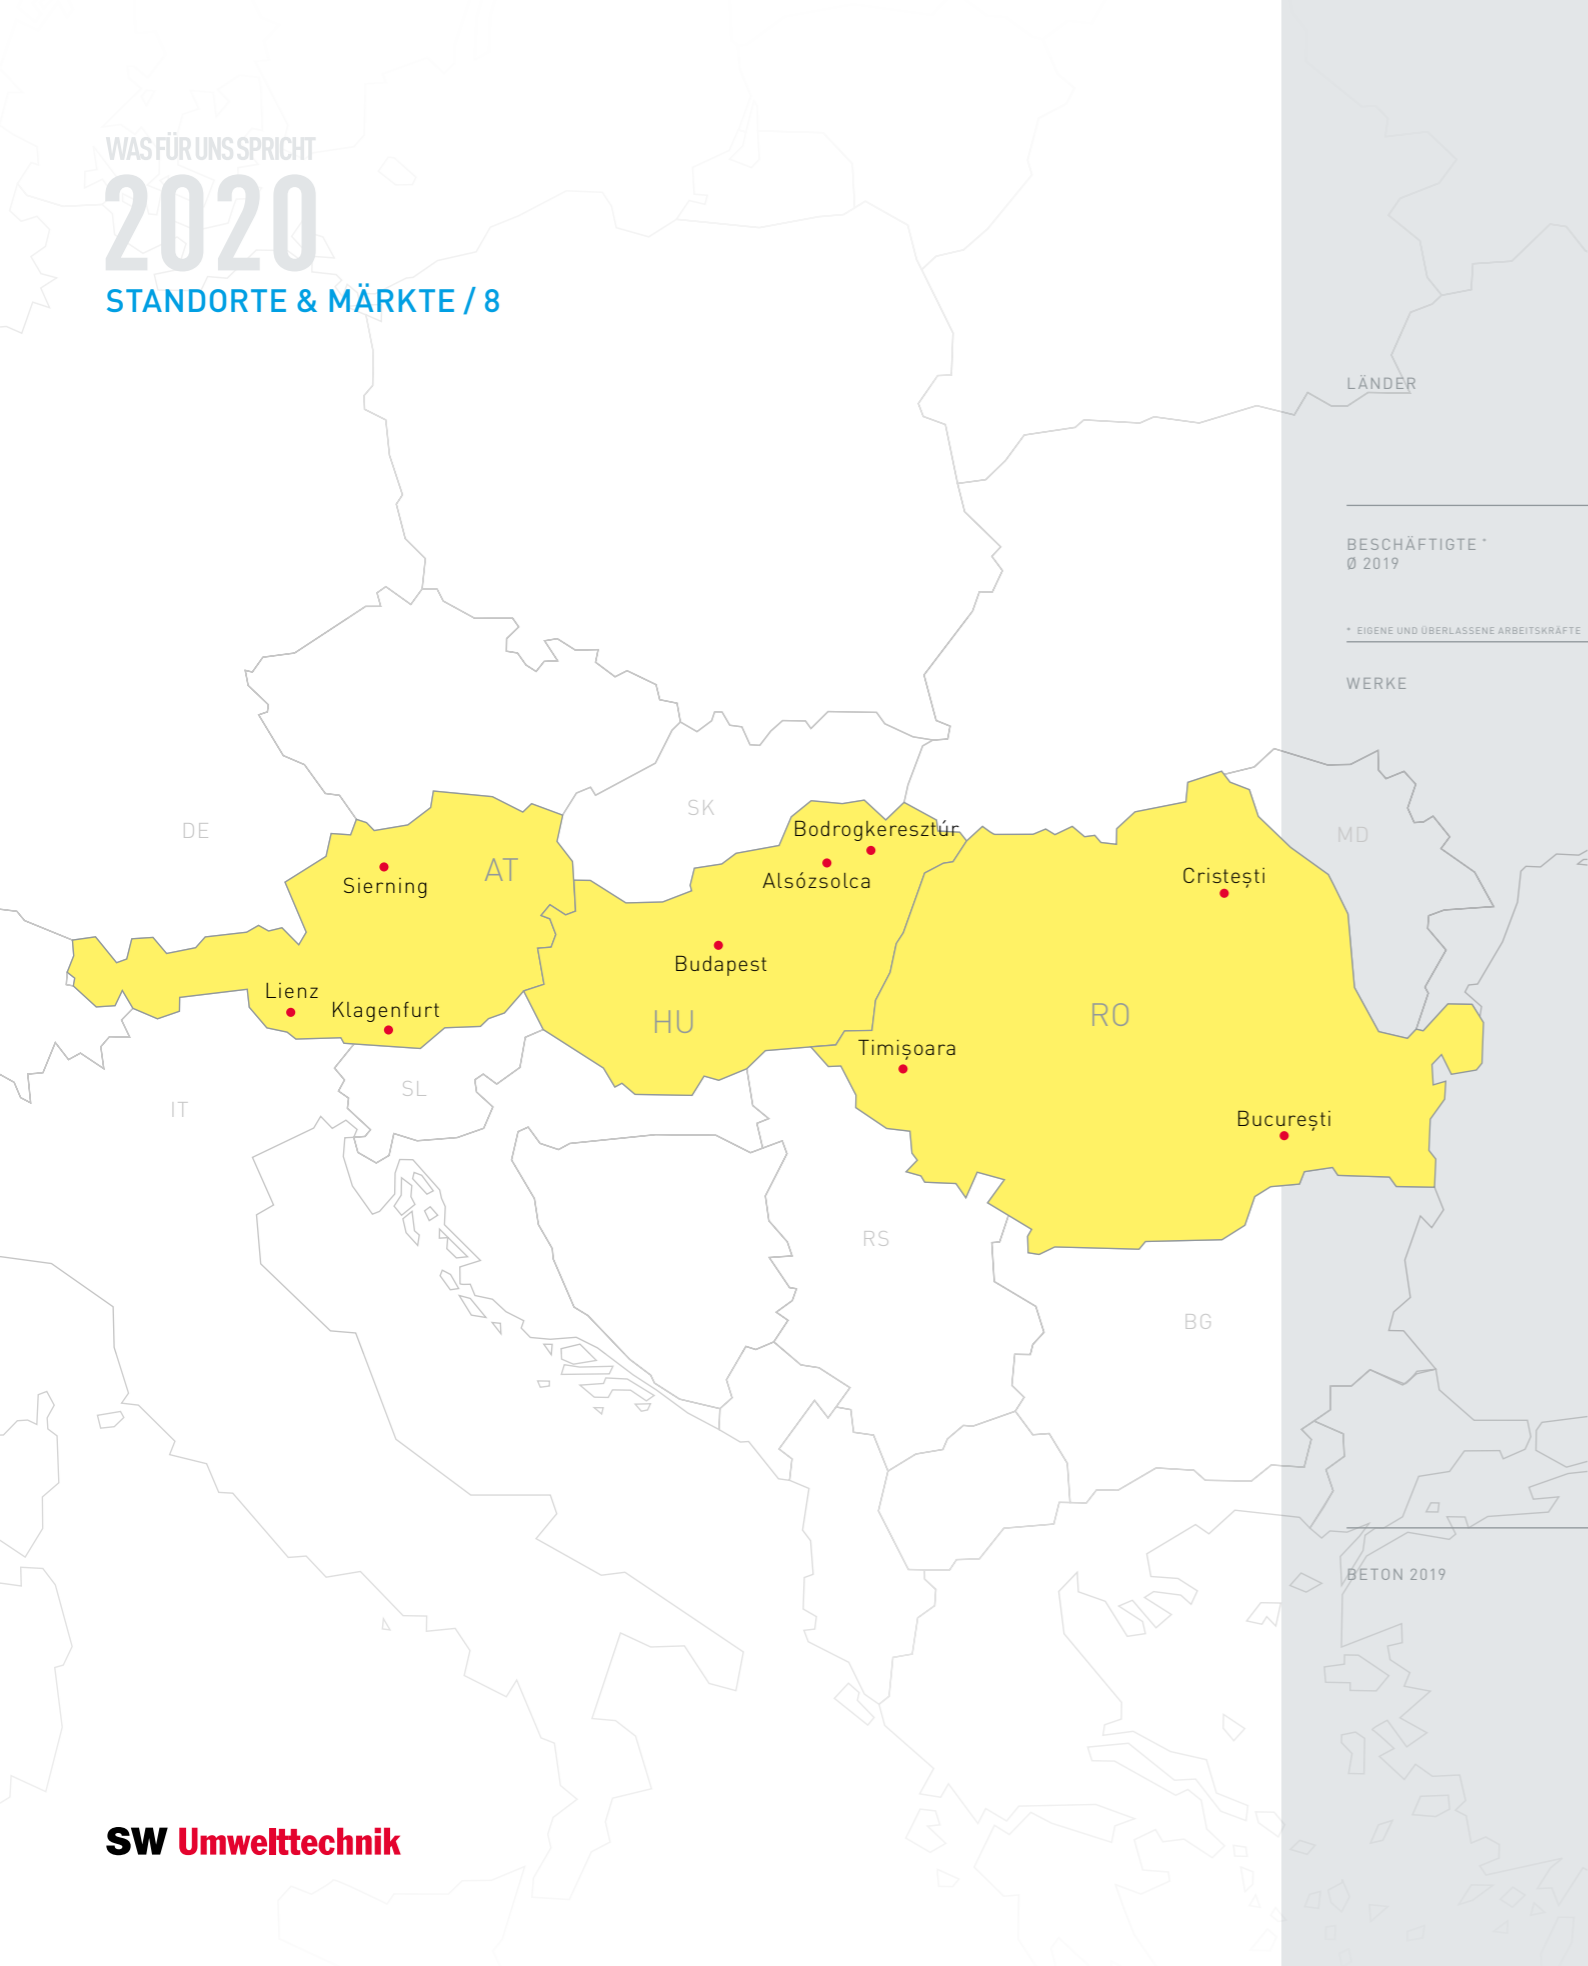 WAS FÜR UNS SPRICHT
2020
STANDORTE & MÄRKTE / 8
LÄNDER
BESCHÄFTIGTE *
Ø 2019
* EIGENE UND ÜBERLASSENE ARBEITSKRÄFTE
WERKE
SK
DE
Bodrogkeresztúr
MD
AT
Alsózsolca
Cristești
Sierning
Budapest
Lienz
Klagenfurt
HU
RO
Timișoara
SL
IT
București
RS
BG
BETON 2019
SW Umwelttechnik